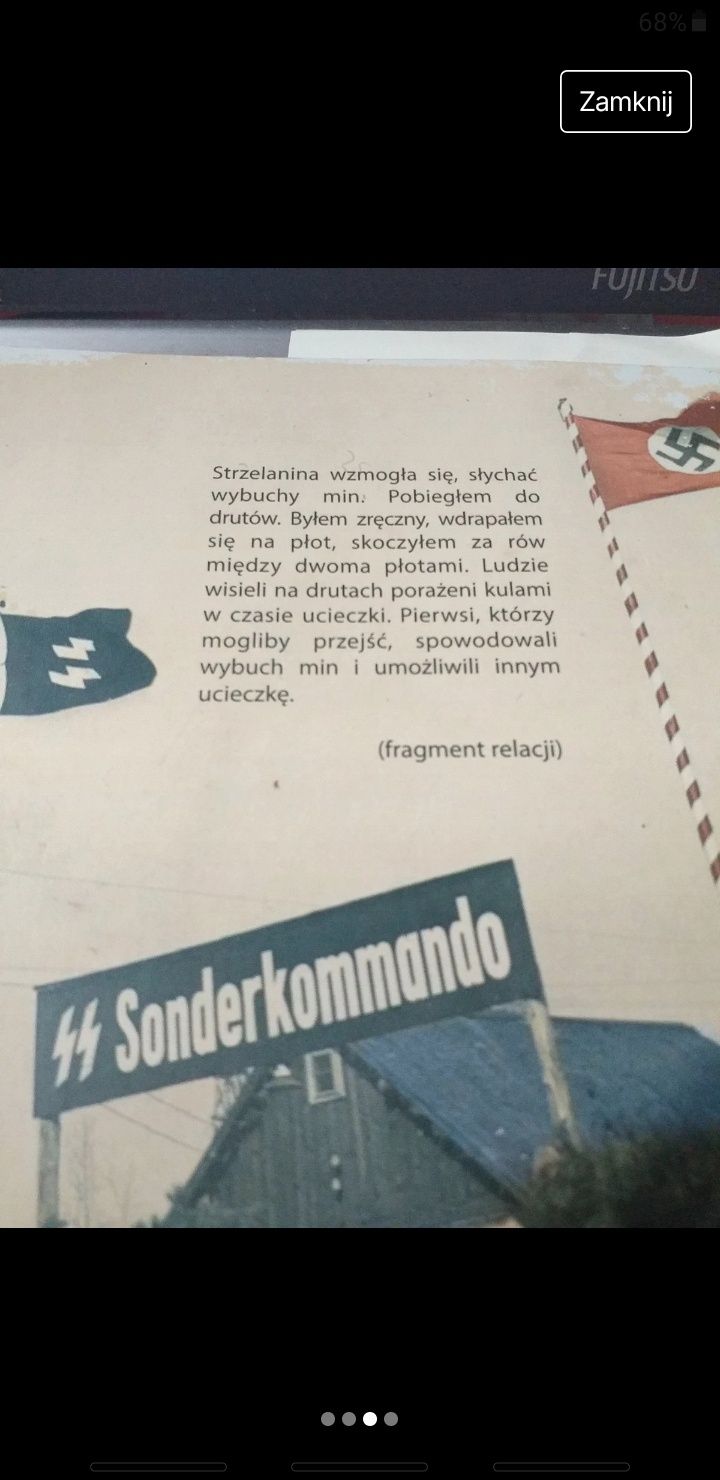 68%
Zamknij
FUJITSU
Strzelanina wzmogła się, słychać
wybuchy min. Pobiegłem do
drutów. Byłem zręczny, wdrapałem
się na płot, skoczyłem za rów
między dwoma płotami. Ludzie
wisieli na drutach porażeni kulami
w czasie ucieczki. Pierwsi, którzy
mogliby przejść, spowodowali
wybuch min i umożliwili innym
ucieczkę.
(fragment relacji)
SS
SS Sonderkommando